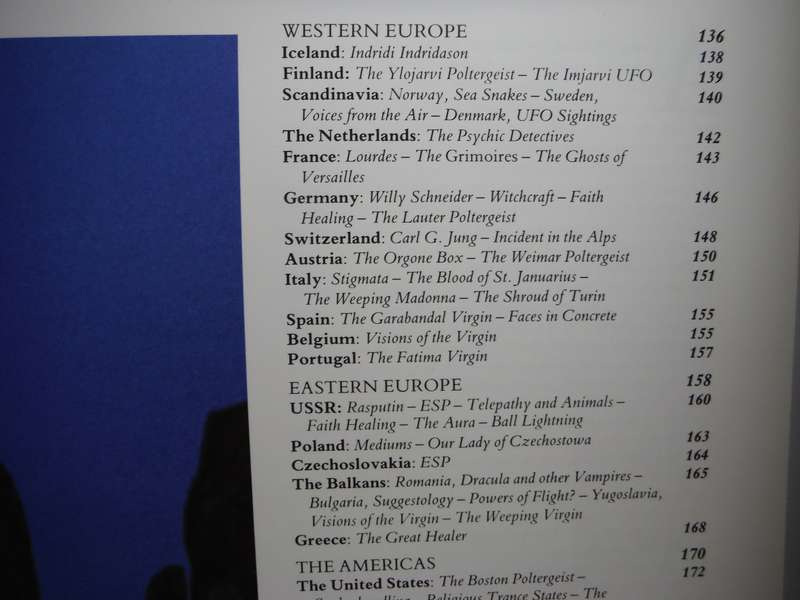 WESTERN EUROPE 136
Iceland: Indridi Indridason 138
Finland: The Ylojarvi Poltergeist – The Imjarvi UFO 139
Scandinavia: Norway, Sea Snakes – Sweden, 140
Voices from the Air – Denmark, UFO Sightings
The Netherlands: The Psychic Detectives 142
France: Lourdes – The Grimoires – The Ghosts of 143
Versailles
Germany: Willy Schneider – Witchcraft – Faith 146
Healing – The Lauter Poltergeist
Switzerland: Carl G. Jung – Incident in the Alps 148
Austria: The Orgone Box – The Weimar Poltergeist 150
Italy: Stigmata – The Blood of St. Januarius – 151
The Weeping Madonna – The Shroud of Turin
Spain: The Garabandal Virgin – Faces in Concrete 155
Belgium: Visions of the Virgin 155
Portugal: The Fatima Virgin 157
EASTERN EUROPE 158
USSR: Rasputin – ESP – Telepathy and Animals – 160
Faith Healing – The Aura – Ball Lightning
Poland: Mediums – Our Lady of Czechostowa 163
Czechoslovakia: ESP 164
The Balkans: Romania, Dracula and other Vampires – 165
Bulgaria, Suggestology – Powers of Flight? – Yugoslavia,
Visions of the Virgin – The Weeping Virgin
Greece: The Great Healer 168
THE AMERICAS 170
The United States: The Boston Poltergeist – 172
Religious Trance States – The